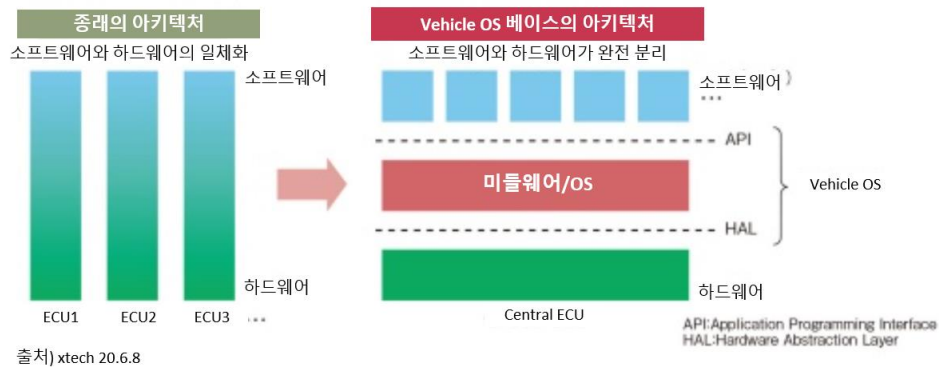 종래의 아키텍처
소프트웨어와 하드웨어의 일체화
소프트웨어
하드웨어
ECU1
ECU2
ECU3
...
Vehicle OS 베이스의 아키텍처
소프트웨어와 하드웨어가 완전 분리
소프트웨어 )
...
API
미들웨어/OS
Vehicle OS
HAL
하드웨어
Central ECU
API:Application Programming Interface
HAL:Hardware Abstraction Layer
출처) xtech 20.6.8